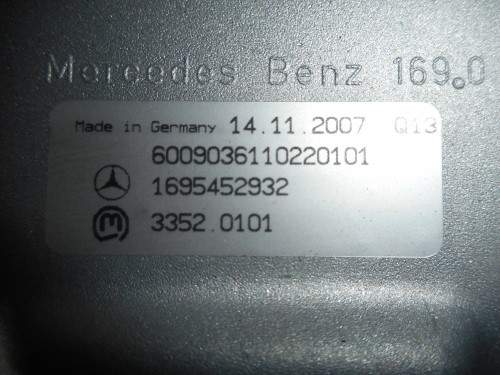 Mercedes Benz 169.0
Made in Germany 14.11.2007 Q13
6009036110220101
1695452932
3352.0101